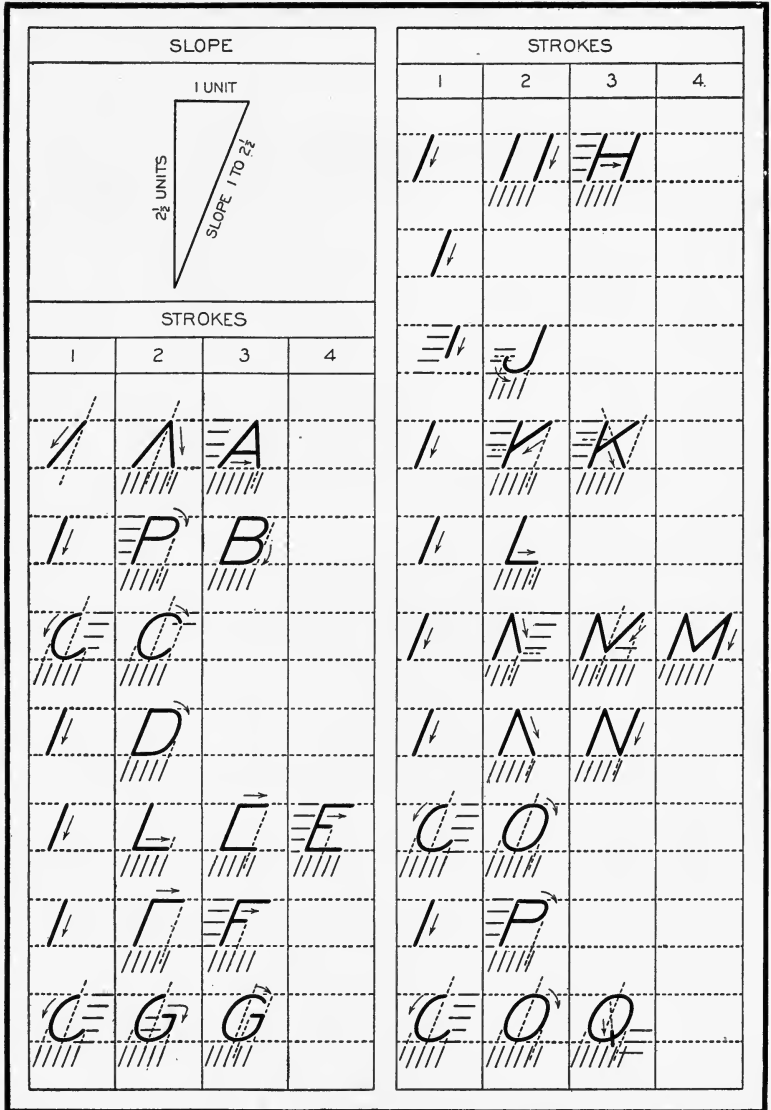 SLOPE
1 UNIT
2½ UNITS
SLOPE 1 TO 2½
STROKES
1 2 3 4
/ Λ A
I P B
C C
I D
I L C E
I Γ F
C G G
STROKES
1 2 3 4.
I I I H
I
I J
I K K
I L
I Λ N M
I Λ N
C O
I P
C O Q